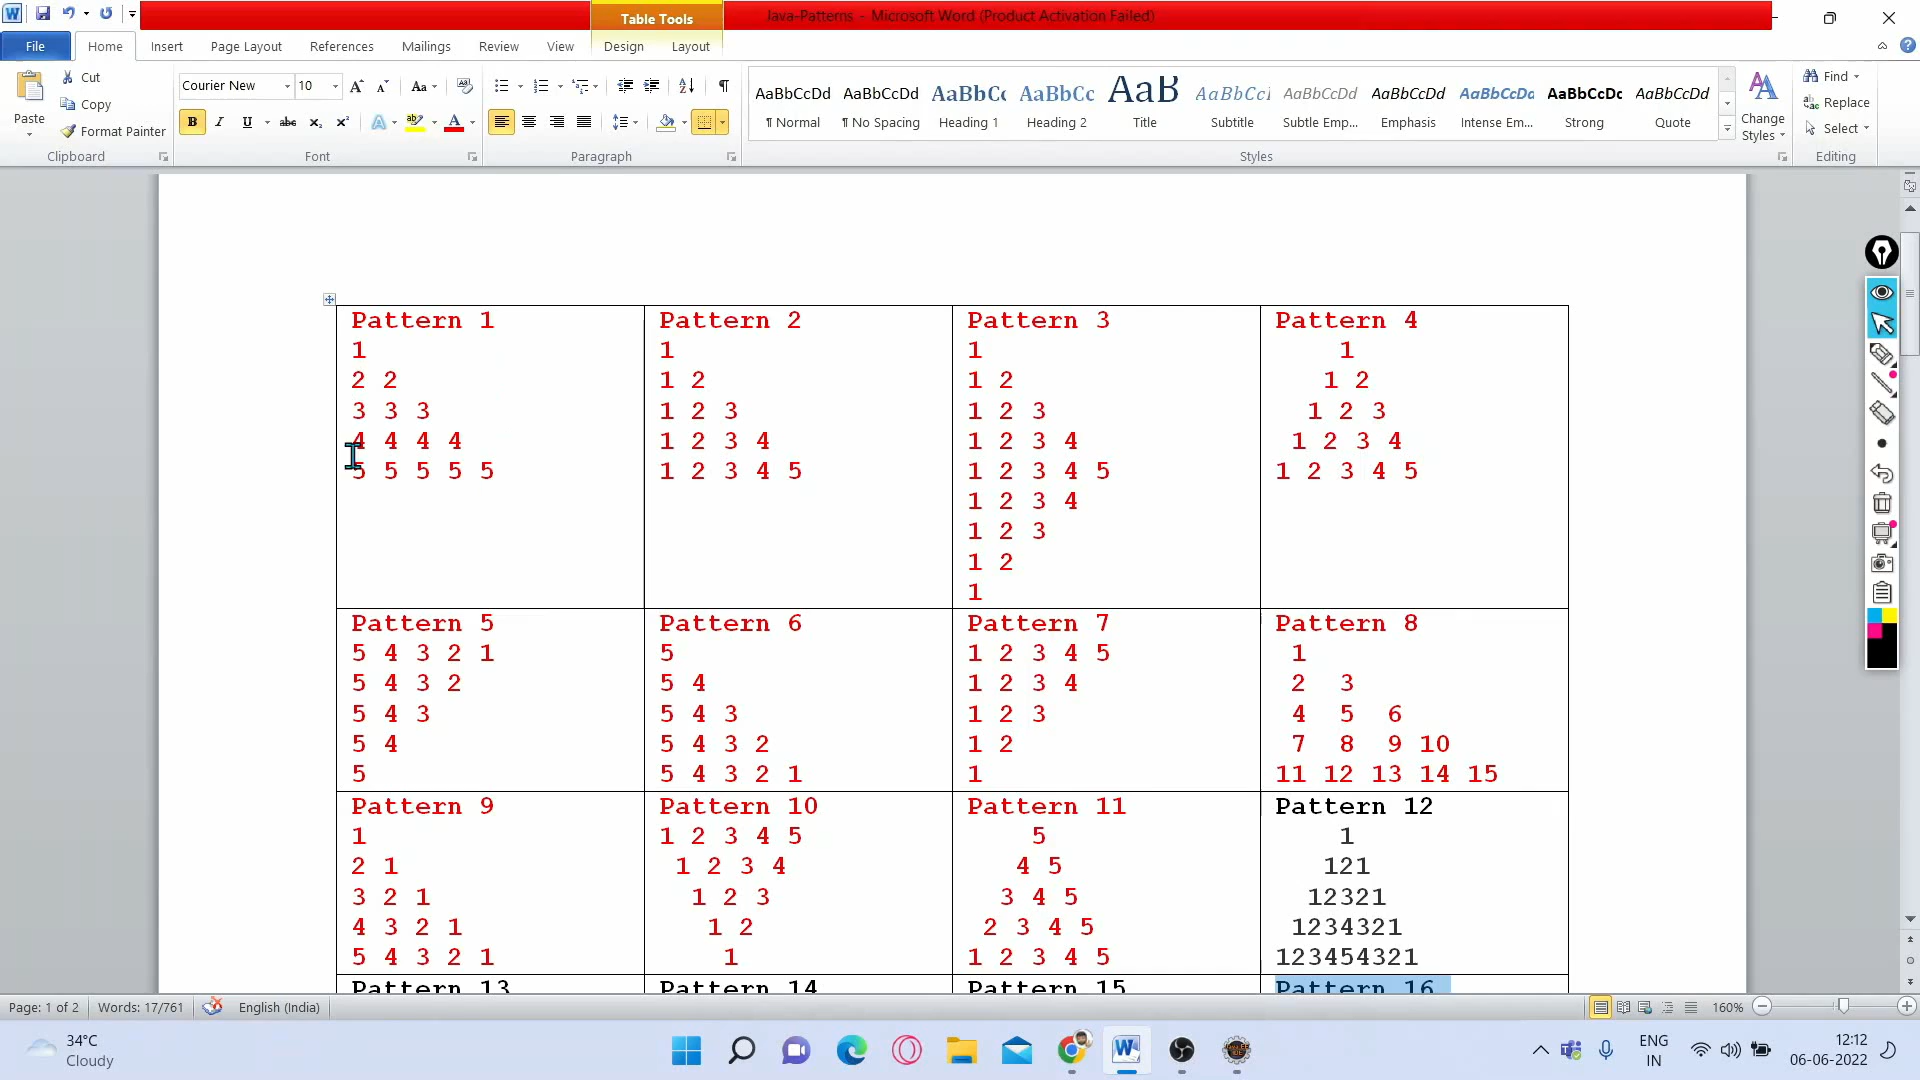 Table Tools
Java-Patterns - Microsoft Word (Product Activation Failed)
File Home Insert Page Layout References Mailings Review View Design Layout
Paste
Cut
Copy
Format Painter
Clipboard
Courier New 10
Font
Paragraph
AaBbCcDd AaBbCcDd AaBbCc AaBbCc AaB AaBbCcI AaBbCcDd AaBbCcDd AaBbCcDd AaBbCcDc AaBbCcDd
¶ Normal ¶ No Spacing Heading 1 Heading 2 Title Subtitle Subtle Emp... Emphasis Intense Em... Strong Quote
Styles
Change Styles
Find
Replace
Select
Editing
Pattern 1
1
2 2
3 3 3
4 4 4 4
5 5 5 5 5
Pattern 2
1
1 2
1 2 3
1 2 3 4
1 2 3 4 5
Pattern 3
1
1 2
1 2 3
1 2 3 4
1 2 3 4 5
1 2 3 4
1 2 3
1 2
1
Pattern 4
1
1 2
1 2 3
1 2 3 4
1 2 3 4 5
Pattern 5
5 4 3 2 1
5 4 3 2
5 4 3
5 4
5
Pattern 6
5
5 4
5 4 3
5 4 3 2
5 4 3 2 1
Pattern 7
1 2 3 4 5
1 2 3 4
1 2 3
1 2
1
Pattern 8
1
2 3
4 5 6
7 8 9 10
11 12 13 14 15
Pattern 9
1
2 1
3 2 1
4 3 2 1
5 4 3 2 1
Pattern 10
1 2 3 4 5
1 2 3 4
1 2 3
1 2
1
Pattern 11
5
4 5
3 4 5
2 3 4 5
1 2 3 4 5
Pattern 12
1
121
12321
1234321
123454321
Pattern 13
Pattern 14
Pattern 15
Pattern 16
Page: 1 of 2 Words: 17/761 English (India) 160%
34°C
Cloudy
ENG
IN
12:12
06-06-2022